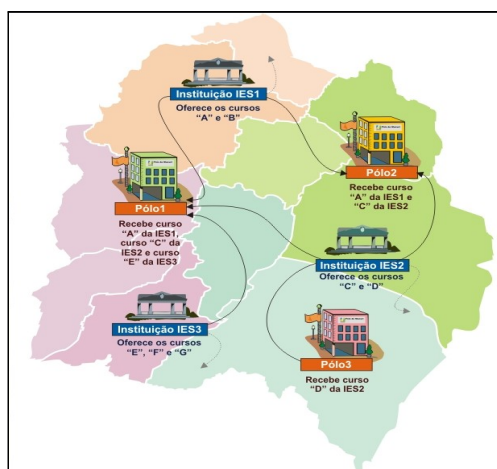 Instituição IES1
Oferece os cursos
"A" e "B"
Pólo1
Recebe curso
"A" da IES1,
curso "C" da
IES2 e curso
"E" da IES3
Pólo2
Recebe curso
"A" da IES1 e
"C" da IES2
Instituição IES2
Oferece os cursos
"C" e "D"
Instituição IES3
Oferece os cursos
"E", "F" e "G"
Pólo3
Recebe curso
"D" da IES2